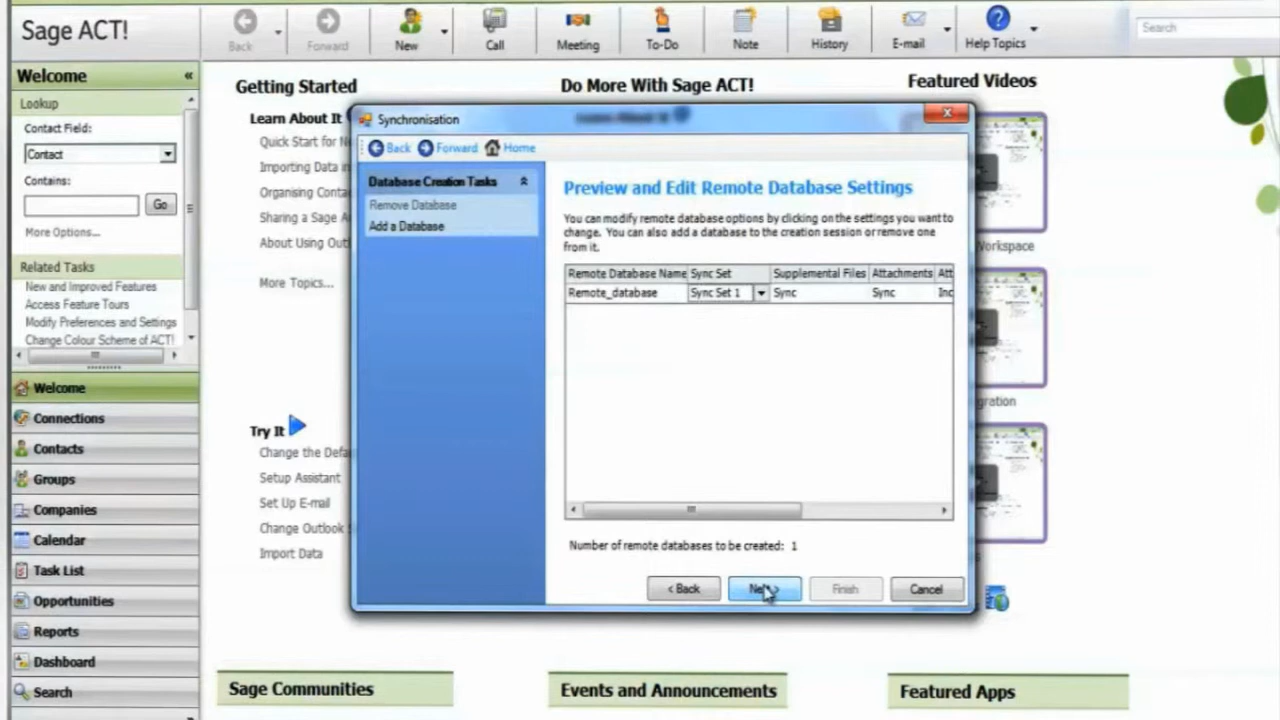 Sage ACT!
Back
Forward
New
Call
Meeting
To-Do
Note
History
E-mail
Help Topics
Search
Welcome
Lookup
Contact Field:
Contact
Contains:
Go
More Options...
Related Tasks
New and Improved Features
Access Feature Tours
Modify Preferences and Settings
Change Colour Scheme of ACT!
Welcome
Connections
Contacts
Groups
Companies
Calendar
Task List
Opportunities
Reports
Dashboard
Search
Getting Started
Learn About It
Quick Start for
Importing Data
Organising
Sharing a Sage
About Using
More Topics...
Try It
Change the
Setup Assistant
Set Up E-mail
Change Outlook
Import Data
Do More With Sage ACT!
Featured Videos
Workspace
Synchronisation
Back Forward Home
Database Creation Tasks
Remove Database
Add a Database
Preview and Edit Remote Database Settings
You can modify remote database options by clicking on the settings you want to
change. You can also add a database to the creation session or remove one
from it.
Remote Database Name Sync Set Supplemental Files Attachments Att
Remote_database Sync Set 1 Sync Sync Inc
Number of remote databases to be created: 1
< Back
Finish
Cancel
Sage Communities
Events and Announcements
Featured Apps